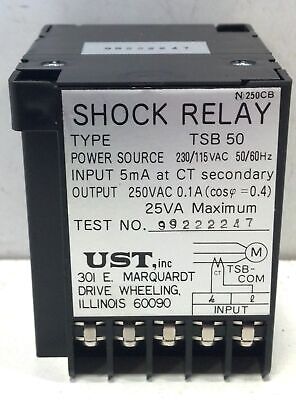 99222247
N 250CB
SHOCK RELAY
TYPE TSB 50
POWER SOURCE 230/115VAC 50/60Hz
INPUT 5mA at CT secondary
OUTPUT 250VAC 0.1A (cosφ=0.4)
25VA Maximum
TEST NO. 99222247
UST, inc
301 E. MARQUARDT
DRIVE WHEELING,
ILLINOIS 60090
M
CT
TSB-
COM
k l
INPUT